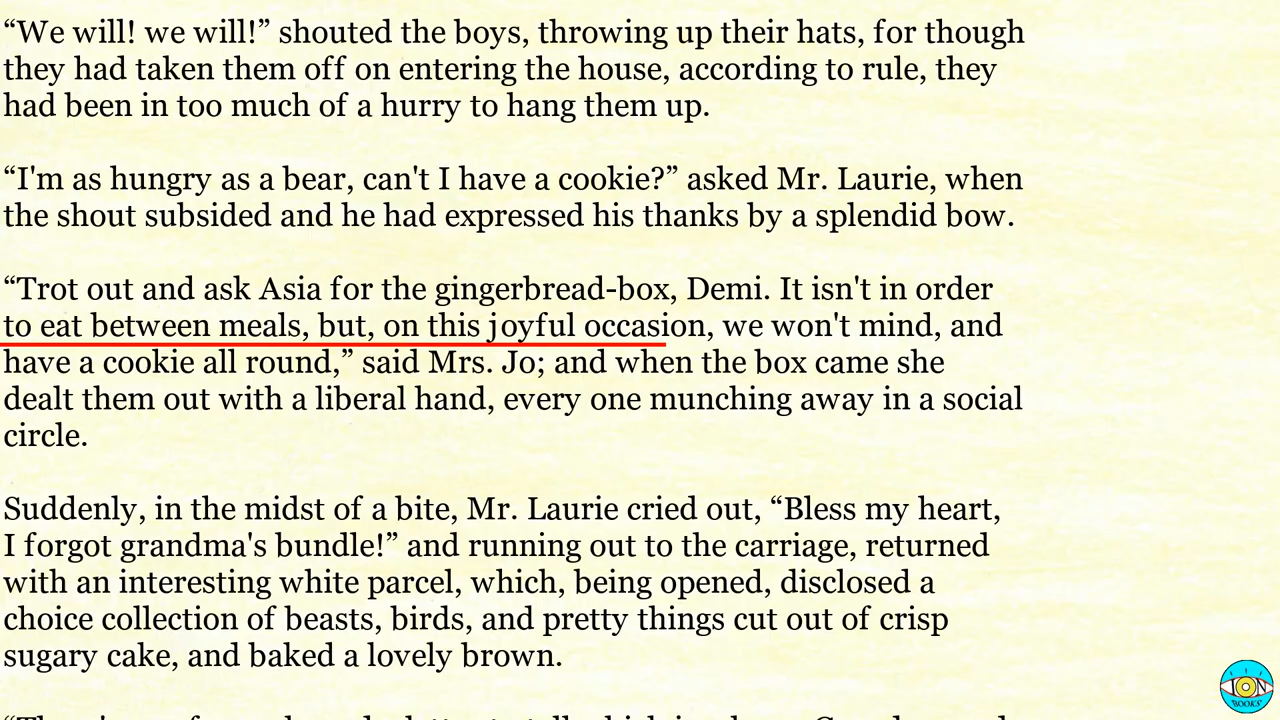 “We will! we will!” shouted the boys, throwing up their hats, for though
they had taken them off on entering the house, according to rule, they
had been in too much of a hurry to hang them up.
“I'm as hungry as a bear, can't I have a cookie?” asked Mr. Laurie, when
the shout subsided and he had expressed his thanks by a splendid bow.
“Trot out and ask Asia for the gingerbread-box, Demi. It isn't in order
to eat between meals, but, on this joyful occasion, we won't mind, and
have a cookie all round,” said Mrs. Jo; and when the box came she
dealt them out with a liberal hand, every one munching away in a social
circle.
Suddenly, in the midst of a bite, Mr. Laurie cried out, “Bless my heart,
I forgot grandma's bundle!” and running out to the carriage, returned
with an interesting white parcel, which, being opened, disclosed a
choice collection of beasts, birds, and pretty things cut out of crisp
sugary cake, and baked a lovely brown.
ION
BOOKS